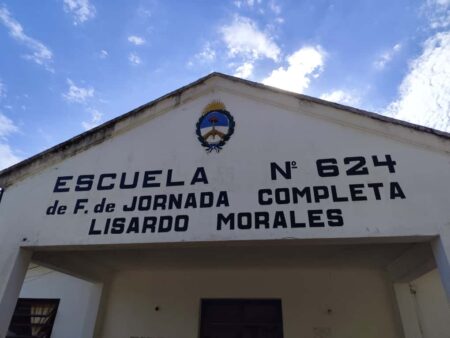 ESCUELA Nº 624
de F. de JORNADA COMPLETA
LISARDO MORALES